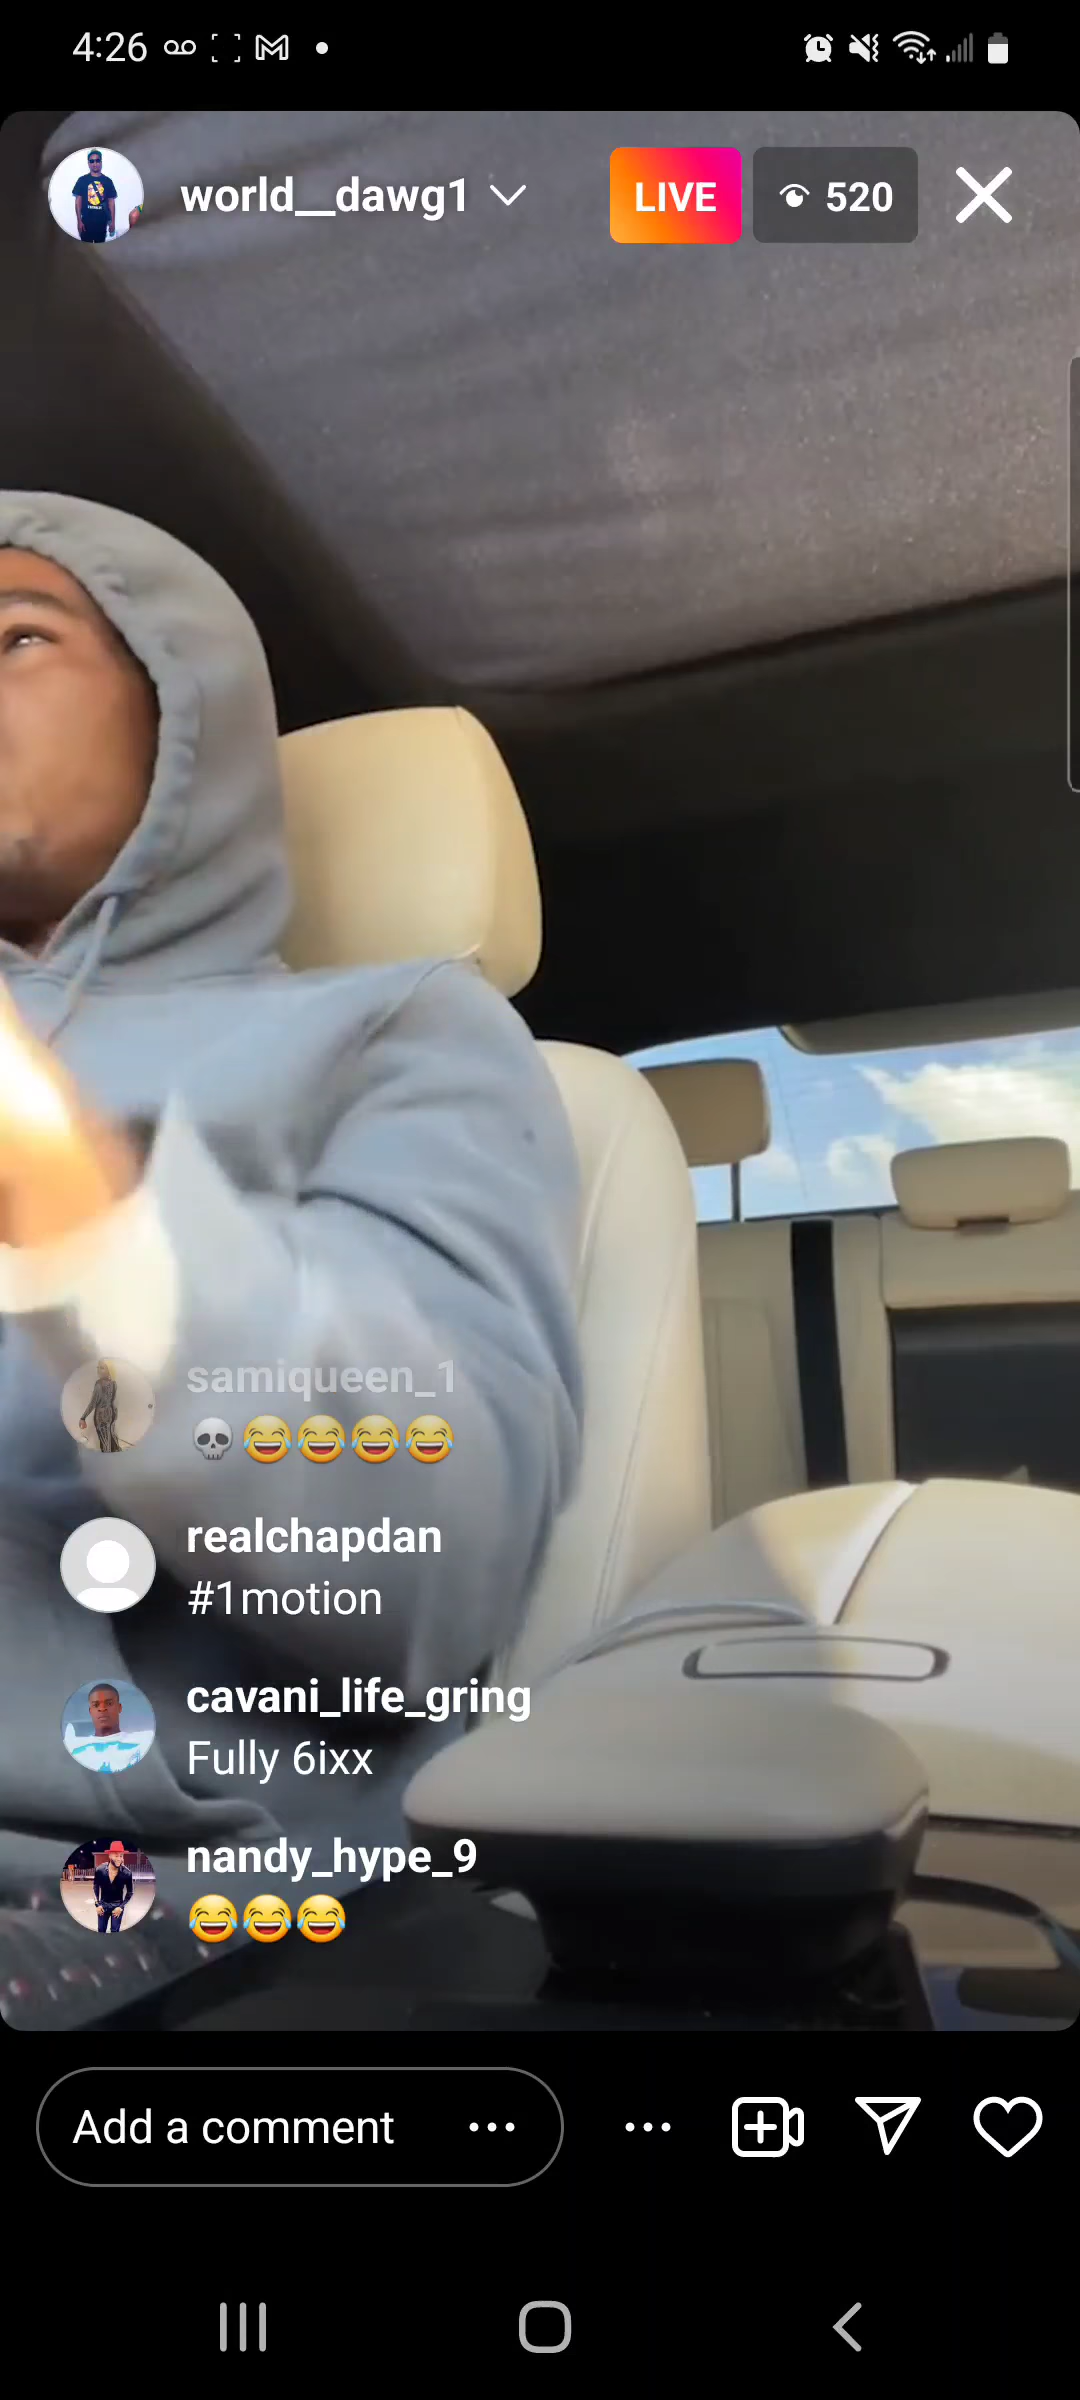 4:26
world__dawg1
LIVE
520
samiqueen_1
💀😂😂😂😂
realchapdan
#1motion
cavani_life_gring
Fully 6ixx
nandy_hype_9
😂😂😂
Add a comment